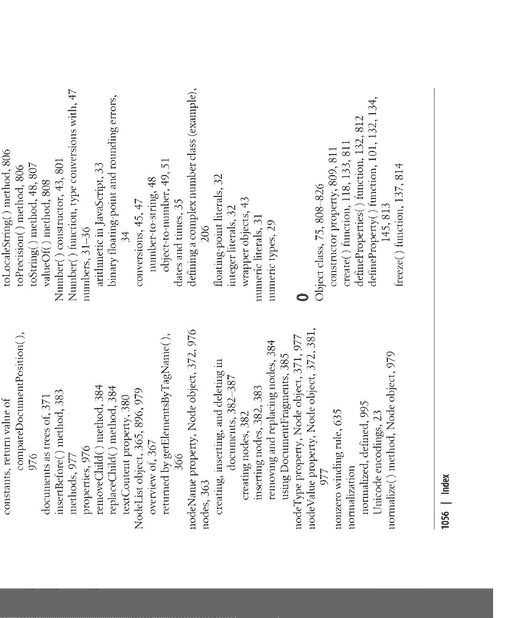 constants, return value of
compareDocumentPosition(),
976
documents as trees of, 371
insertBefore() method, 383
methods, 977
properties, 976
removeChild() method, 384
replaceChild() method, 384
textContent property, 380
NodeList object, 365, 896, 979
overview of, 367
returned by getElementsByTagName(),
366
nodeName property, Node object, 372, 976
nodes, 363
creating, inserting, and deleting in
documents, 382–387
creating nodes, 382
inserting nodes, 382, 383
removing and replacing nodes, 384
using DocumentFragments, 385
nodeType property, Node object, 371, 977
nodeValue property, Node object, 372, 381,
977
nonzero winding rule, 635
normalization
normalized, defined, 995
Unicode encodings, 23
normalize() method, Node object, 979
toLocaleString() method, 806
toPrecision() method, 806
toString() method, 48, 807
valueOf() method, 808
Number() constructor, 43, 801
Number() function, type conversions with, 47
numbers, 31–36
arithmetic in JavaScript, 33
binary floating-point and rounding errors,
34
conversions, 45, 47
number-to-string, 48
object-to-number, 49, 51
dates and times, 35
defining a complex number class (example),
206
floating-point literals, 32
integer literals, 32
wrapper objects, 43
numeric literals, 31
numeric types, 29
O
Object class, 75, 808–826
constructor property, 809, 811
create() function, 118, 133, 811
defineProperties() function, 132, 812
defineProperty() function, 101, 132, 134,
145, 813
freeze() function, 137, 814
1056 | Index